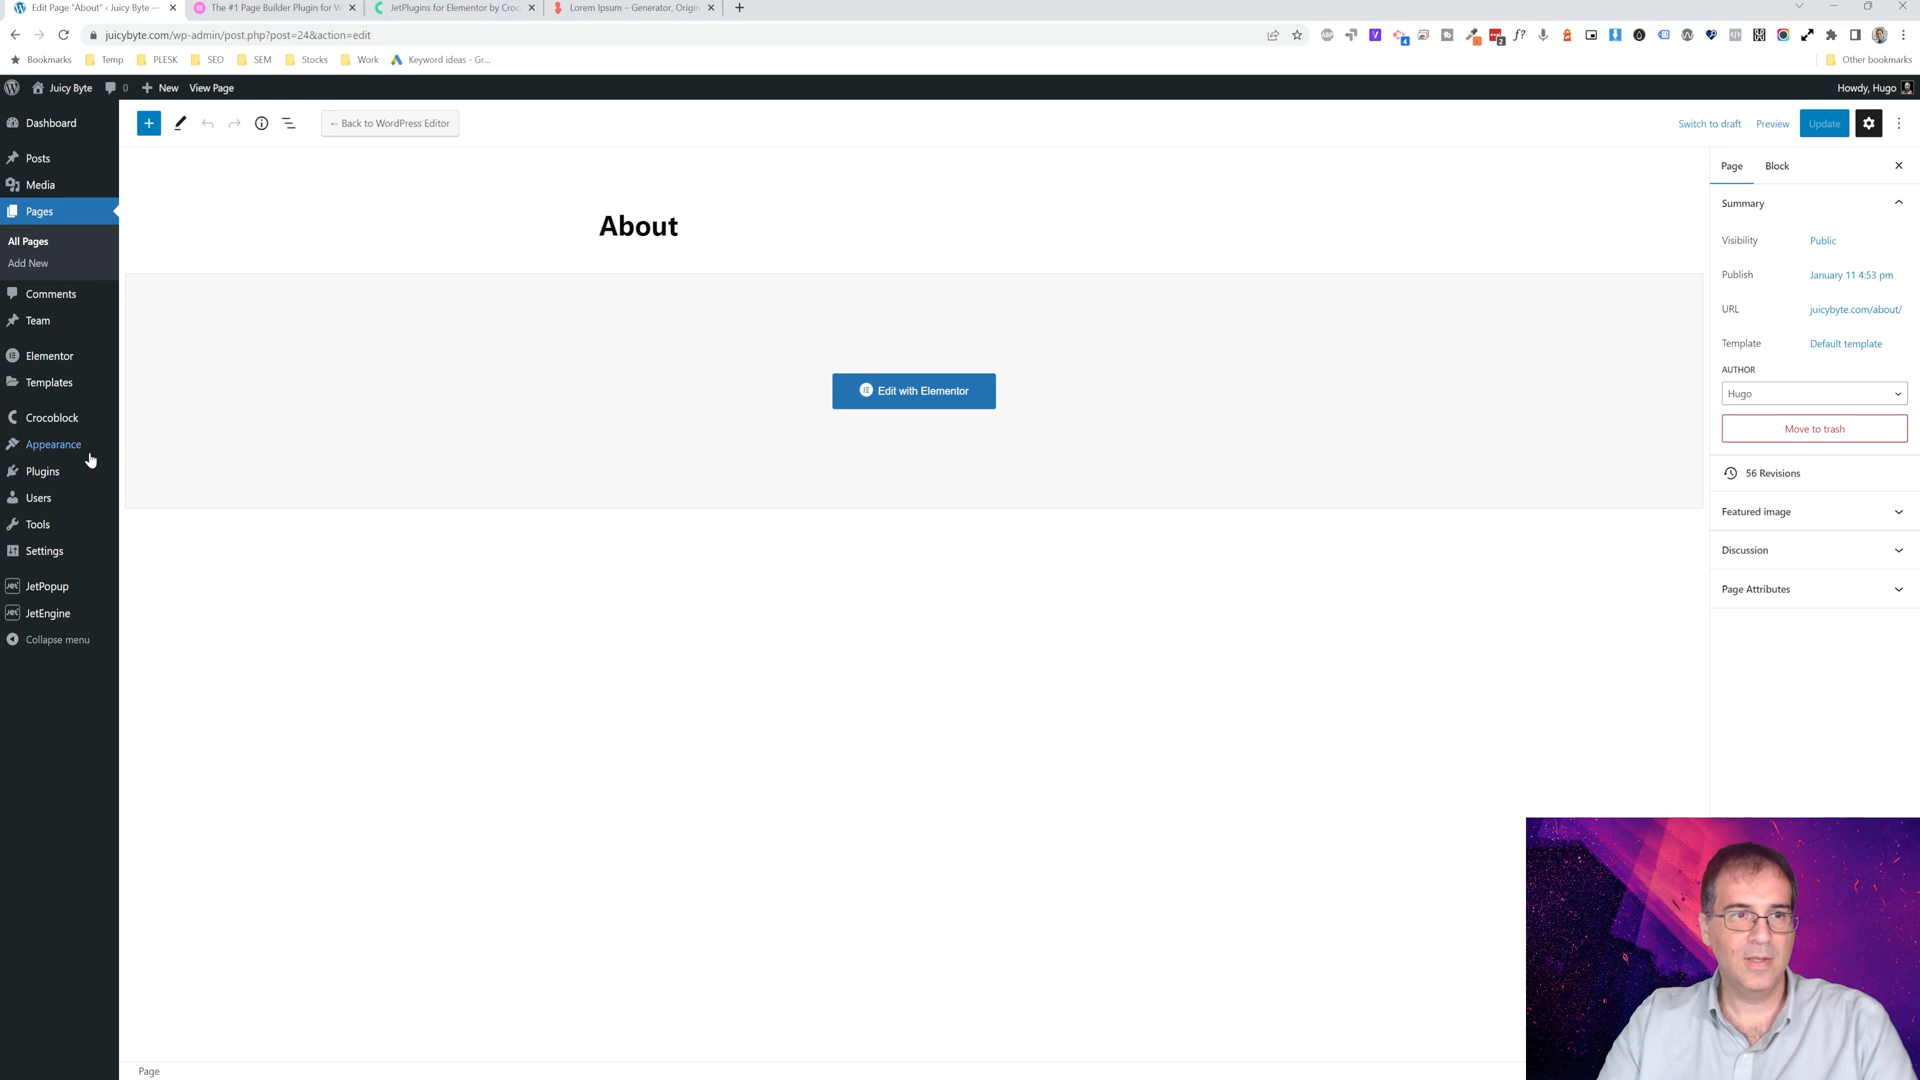 Edit Page "About" ‹ Juicy Byte —
The #1 Page Builder Plugin for W
JetPlugins for Elementor by Croc
Lorem Ipsum – Generator, Origin
juicybyte.com/wp-admin/post.php?post=24&action=edit
Bookmarks
Temp
PLESK
SEO
SEM
Stocks
Work
Keyword ideas - Gr...
Other bookmarks
Juicy Byte
0
New
View Page
Howdy, Hugo
Dashboard
Posts
Media
Pages
All Pages
Add New
Comments
Team
Elementor
Templates
Crocoblock
Appearance
Plugins
Users
Tools
Settings
JetPopup
JetEngine
Collapse menu
← Back to WordPress Editor
Switch to draft
Preview
Update
About
Edit with Elementor
Page
Block
Summary
Visibility
Public
Publish
January 11 4:53 pm
URL
juicybyte.com/about/
Template
Default template
AUTHOR
Hugo
Move to trash
56 Revisions
Featured image
Discussion
Page Attributes
Page